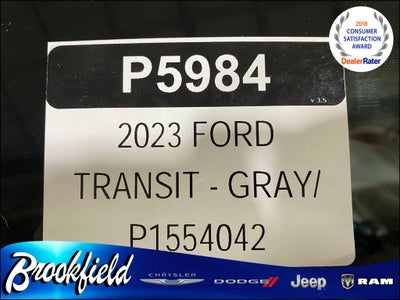 P5984
v 3.5
2023 FORD
TRANSIT - GRAY/
P1554042
2018
CONSUMER
SATISFACTION
AWARD
DealerRater
Brookfield
CHRYSLER
DODGE
Jeep
RAM